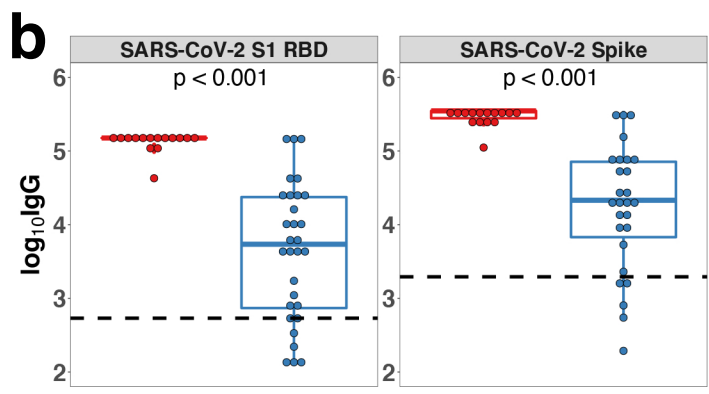 b
SARS-CoV-2 S1 RBD
SARS-CoV-2 Spike
p < 0.001
p < 0.001
log10IgG
6
5
4
3
2
6
5
4
3
2